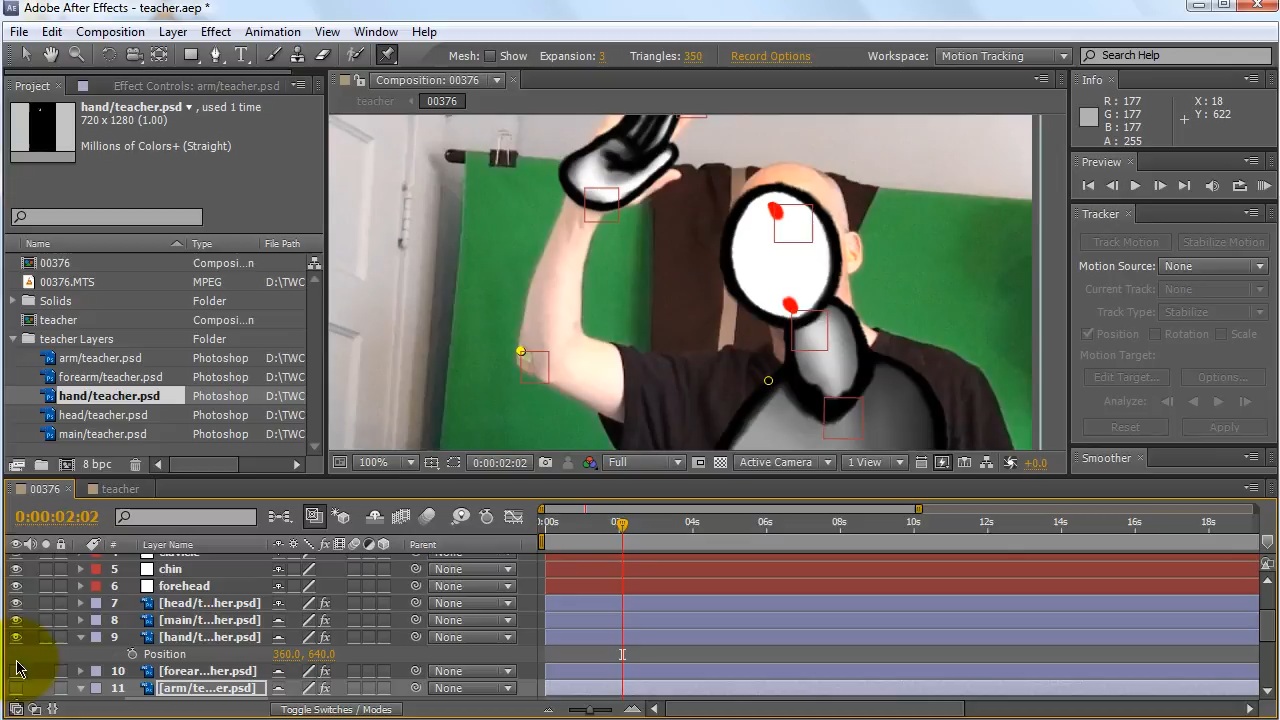 Adobe After Effects - teacher.aep *
File Edit Composition Layer Effect Animation View Window Help
Mesh: Show Expansion: 3 Triangles: 350 Record Options Workspace: Motion Tracking Search Help
Project Effect Controls: arm/teacher.psd
Composition: 00376
Info
teacher 00376
hand/teacher.psd ▼, used 1 time
720 x 1280 (1.00)
Millions of Colors+ (Straight)
R: 177 X: 18
G: 177 Y: 622
B: 177
A: 255
Preview
Tracker
Track Motion Stabilize Motion
Motion Source: None
Current Track: None
Track Type: Stabilize
Position Rotation Scale
Motion Target:
Edit Target... Options...
Analyze:
Reset Apply
Smoother
Name Type File Path
00376 Composi...n
00376.MTS MPEG D:\TWC
Solids Folder
teacher Composi...n
teacher Layers Folder
arm/teacher.psd Photoshop D:\TWC
forearm/teacher.psd Photoshop D:\TWC
hand/teacher.psd Photoshop D:\TWC
head/teacher.psd Photoshop D:\TWC
main/teacher.psd Photoshop D:\TWC
8 bpc
100% 0:00:02:02 Full Active Camera 1 View +0.0
00376 teacher
0:00:02:02
0:00s 04s 06s 08s 10s 12s 14s 16s 18s
# Layer Name Parent
5 chin None
6 forehead None
7 [head/t...her.psd] None
8 [main/t...her.psd] None
9 [hand/t...her.psd] None
Position 360.0, 640.0
10 [forear...her.psd] None
11 [arm/te...er.psd] None
Toggle Switches / Modes